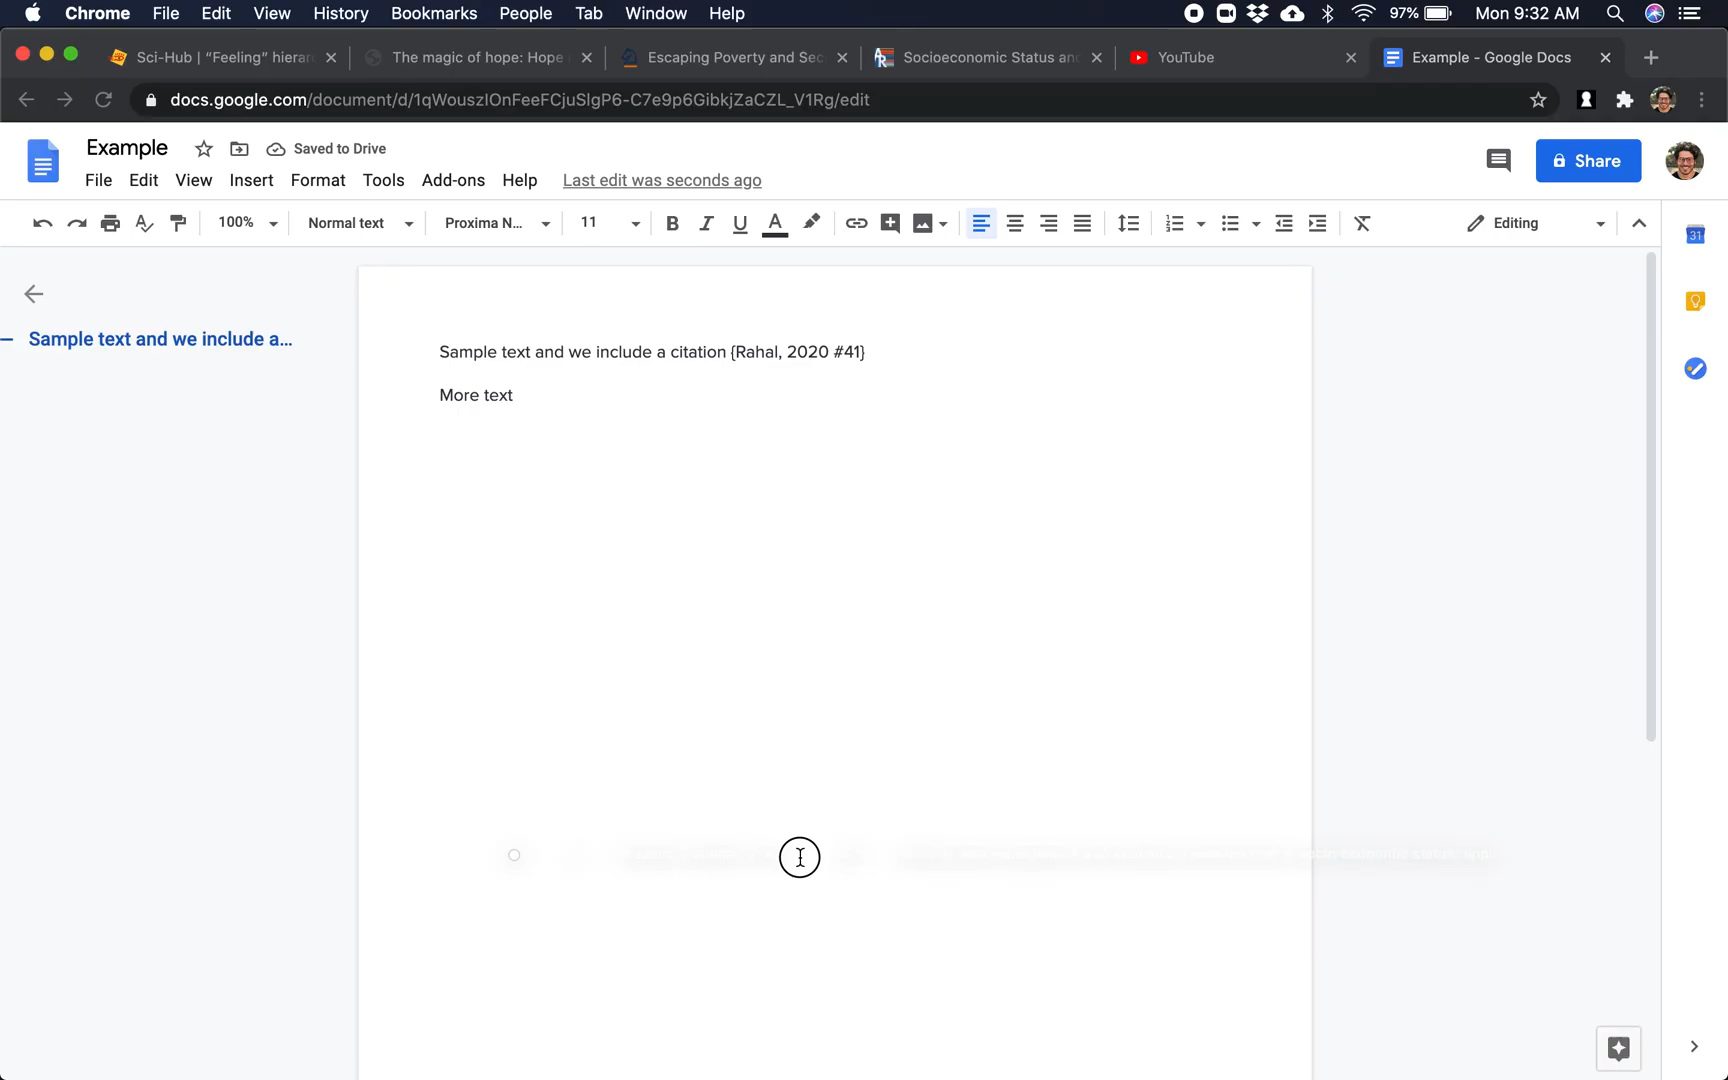 Chrome File Edit View History Bookmarks People Tab Window Help 97% Mon 9:32 AM
Sci-Hub | “Feeling” hierar The magic of hope: Hope Escaping Poverty and Sec Socioeconomic Status and YouTube Example - Google Docs
docs.google.com/document/d/1qWouszIOnFeeFCjuSlgP6-C7e9p6GibkjZaCZL_V1Rg/edit
Example Saved to Drive
File Edit View Insert Format Tools Add-ons Help Last edit was seconds ago
Share
100% Normal text Proxima N... 11 B I U A Editing
31
Sample text and we include a...
Sample text and we include a citation {Rahal, 2020 #41}
More text